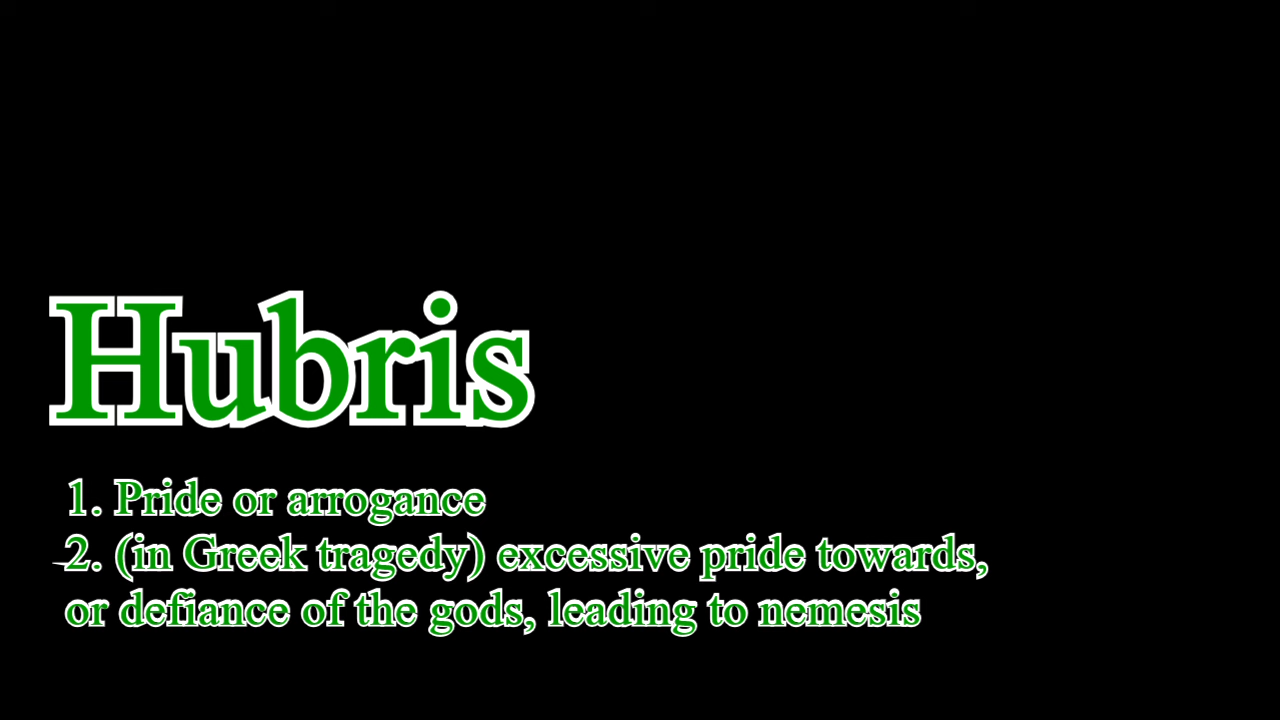 Hubris
1. Pride or arrogance
2. (in Greek tragedy) excessive pride towards,
or defiance of the gods, leading to nemesis